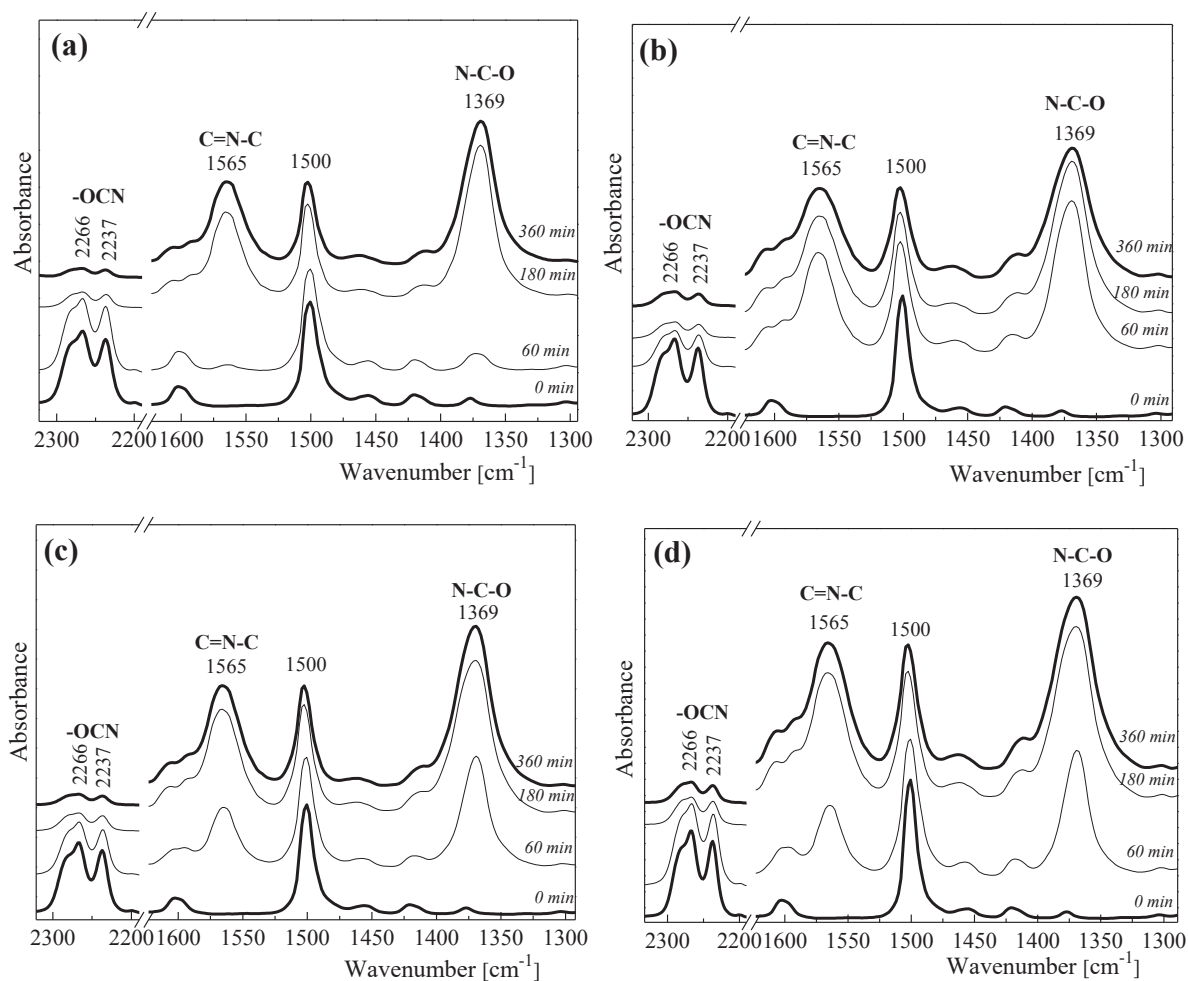 (a)
N-C-O
1369
C=N-C
1565
1500
-OCN
2266
2237
360 min
180 min
60 min
0 min
Absorbance
2300 2200 1600 1550 1500 1450 1400 1350 1300
Wavenumber [cm-1]
(b)
N-C-O
1369
C=N-C
1565
1500
-OCN
2266
2237
360 min
180 min
60 min
0 min
Absorbance
2300 2200 1600 1550 1500 1450 1400 1350 1300
Wavenumber [cm-1]
(c)
N-C-O
1369
C=N-C
1565
1500
-OCN
2266
2237
360 min
180 min
60 min
0 min
Absorbance
2300 2200 1600 1550 1500 1450 1400 1350 1300
Wavenumber [cm-1]
(d)
N-C-O
1369
C=N-C
1565
1500
-OCN
2266
2237
360 min
180 min
60 min
0 min
Absorbance
2300 2200 1600 1550 1500 1450 1400 1350 1300
Wavenumber [cm-1]